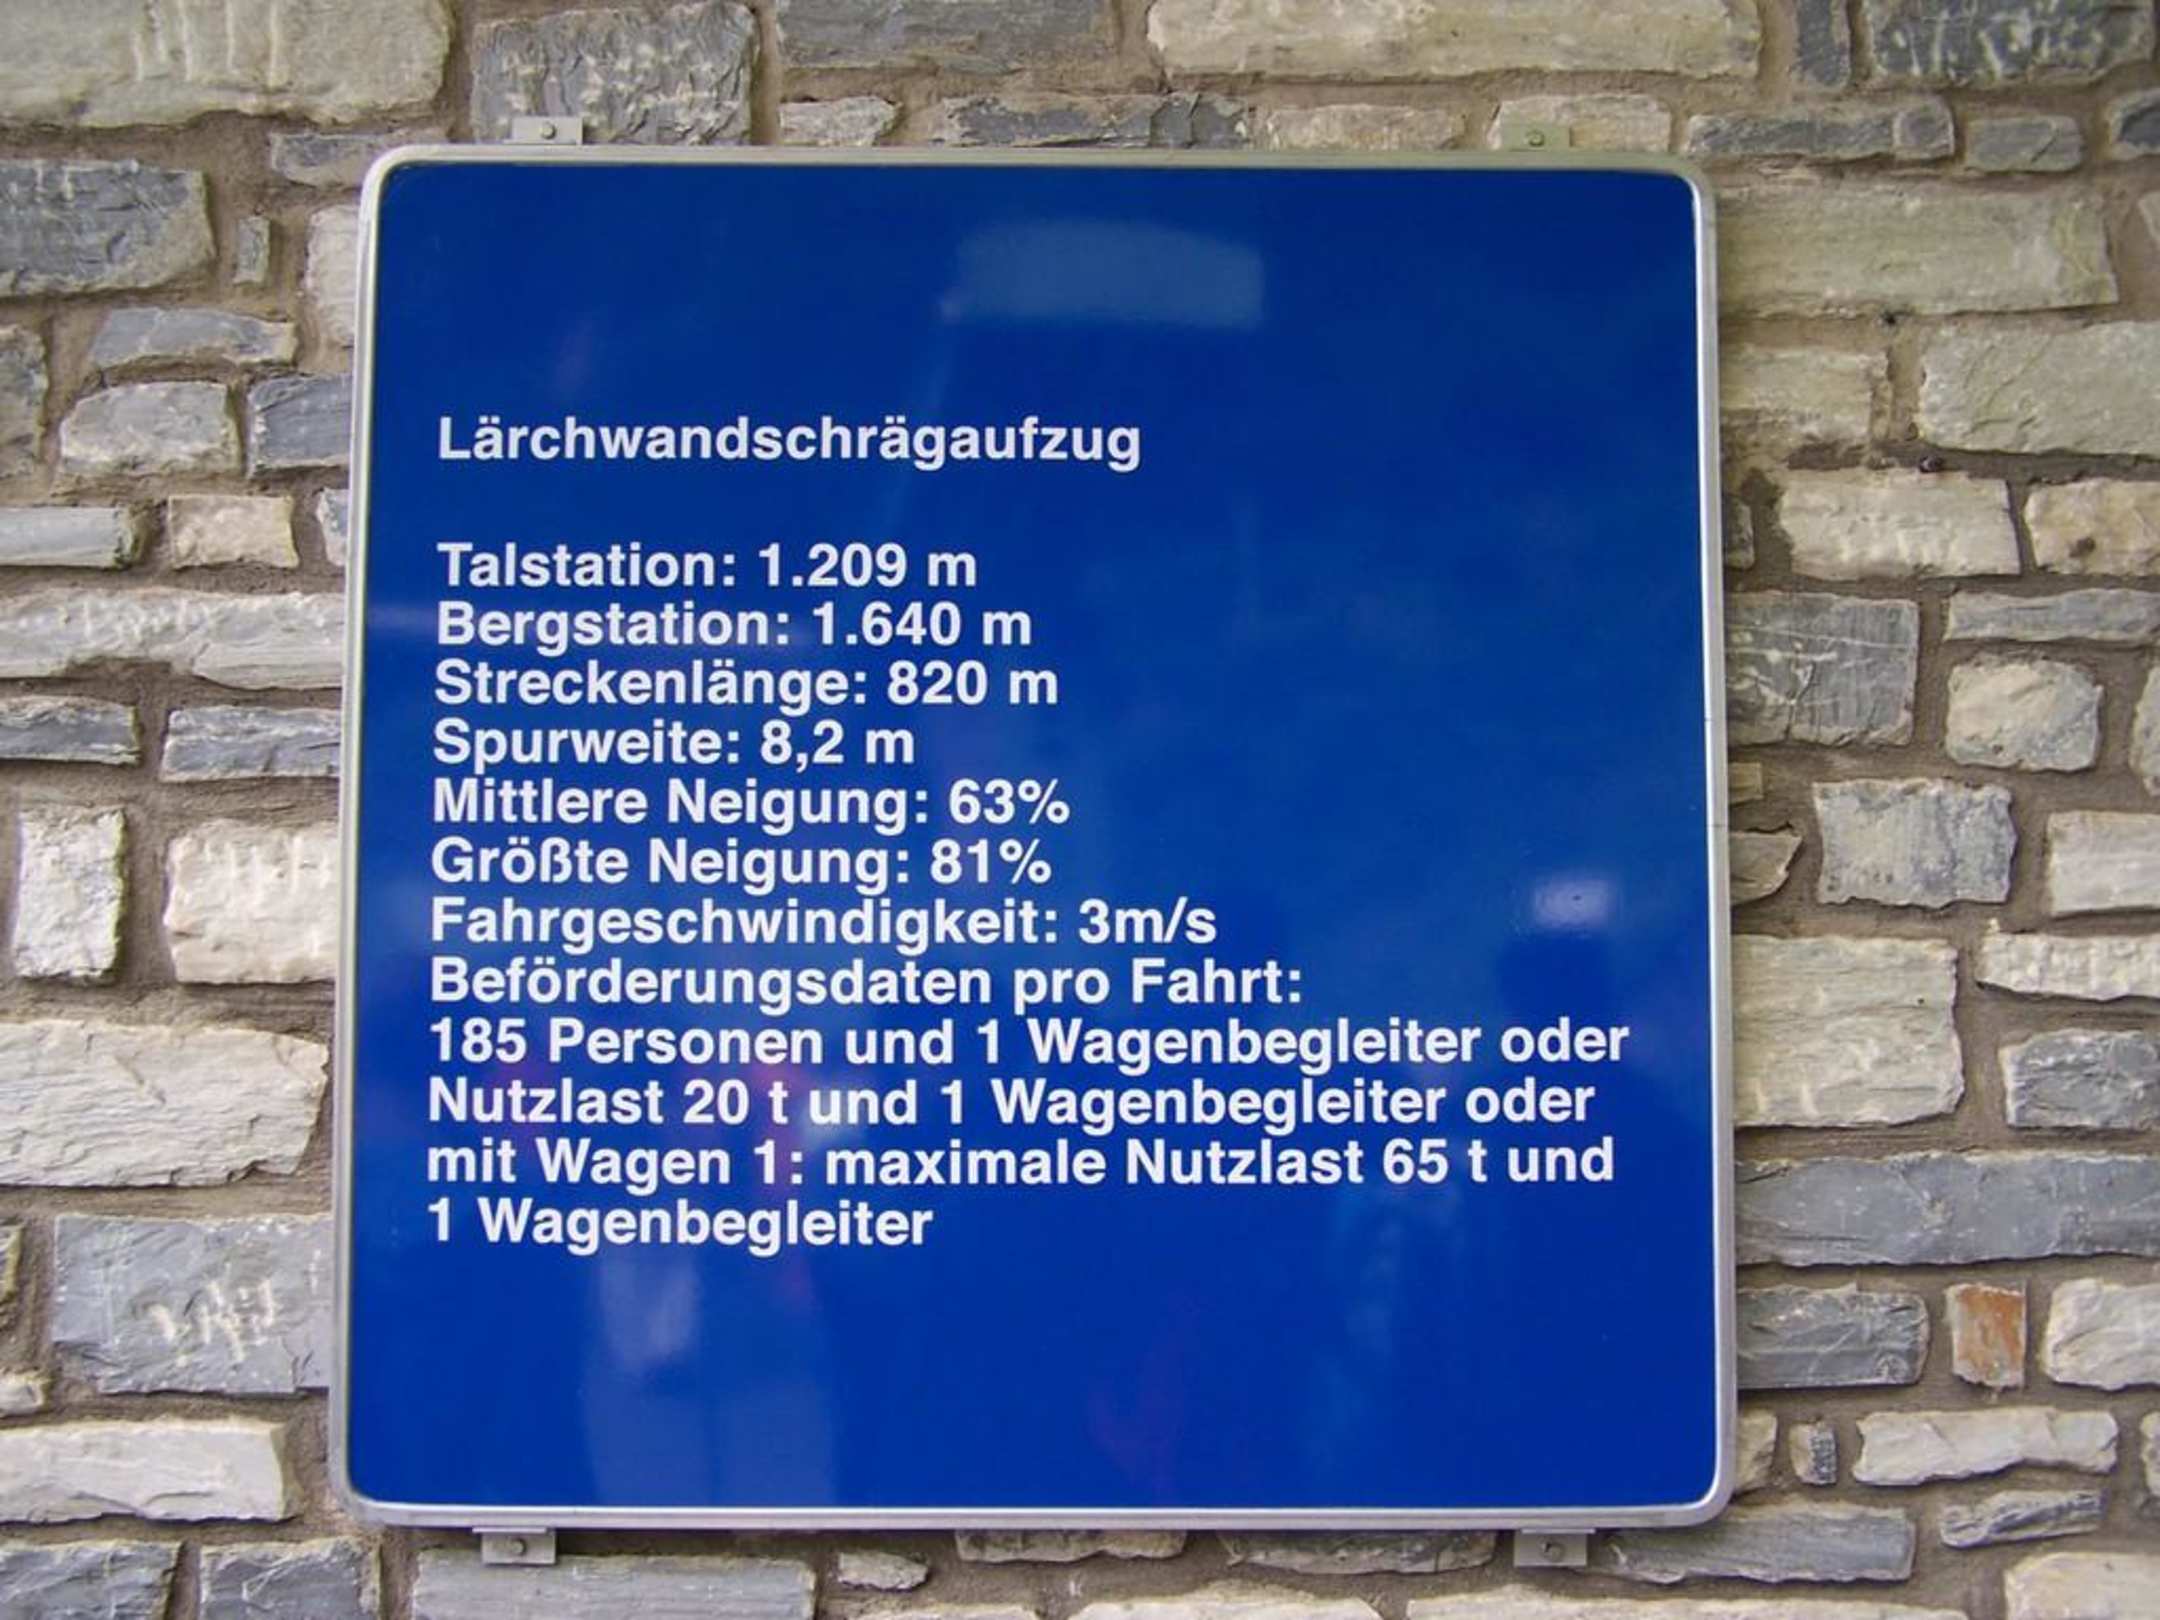 Lärchwandschrägaufzug
Talstation: 1.209 m
Bergstation: 1.640 m
Streckenlänge: 820 m
Spurweite: 8,2 m
Mittlere Neigung: 63%
Größte Neigung: 81%
Fahrgeschwindigkeit: 3m/s
Beförderungsdaten pro Fahrt:
185 Personen und 1 Wagenbegleiter oder
Nutzlast 20 t und 1 Wagenbegleiter oder
mit Wagen 1: maximale Nutzlast 65 t und
1 Wagenbegleiter